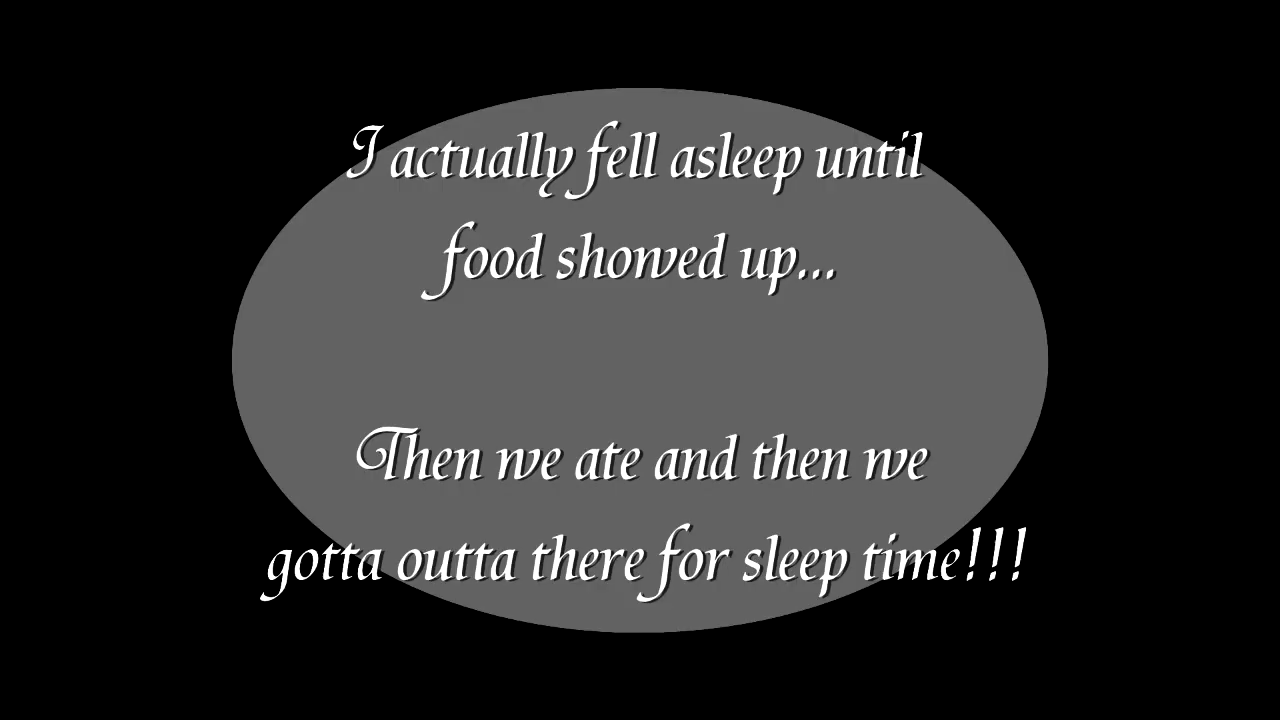 I actually fell asleep until
food showed up...
Then we ate and then we
gotta outta there for sleep time!!!